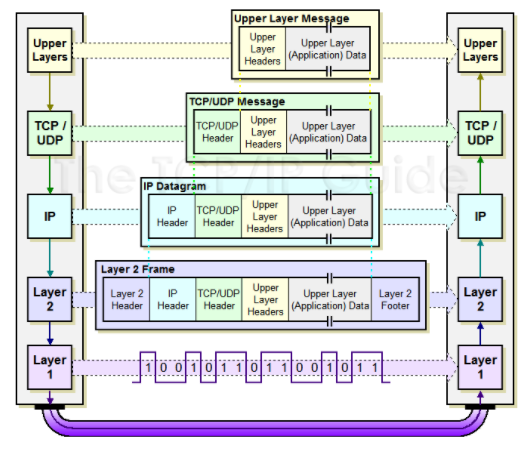 Upper Layer Message
Upper
Layers
Upper
Layer
Headers
Upper Layer
(Application) Data
Upper
Layers
TCP/UDP Message
TCP /
UDP
TCP/UDP
Header
Upper
Layer
Headers
Upper Layer
(Application) Data
TCP /
UDP
The TCP/IP Guide
IP Datagram
IP
IP
Header
TCP/UDP
Header
Upper
Layer
Headers
Upper Layer
(Application) Data
IP
Layer 2 Frame
Layer
2
Layer 2
Header
IP
Header
TCP/UDP
Header
Upper
Layer
Headers
Upper Layer
(Application) Data
Layer 2
Footer
Layer
2
Layer
1
1 0 0 1 0 1 1 0 1 1 0 0 1 0 1 1
Layer
1